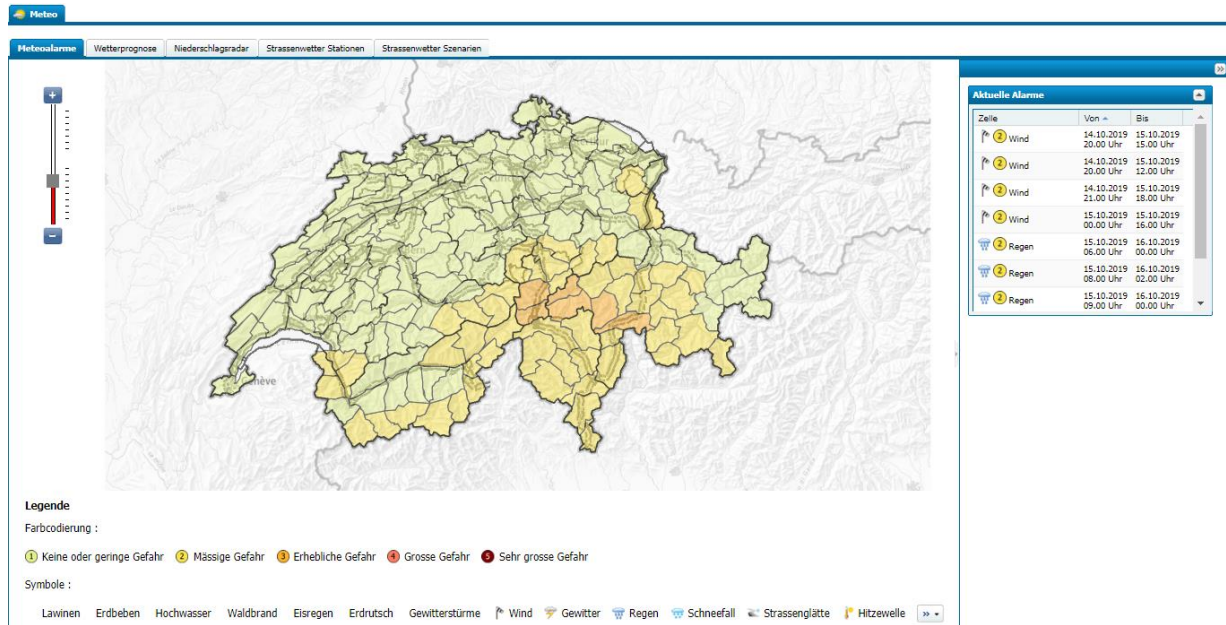 Meteo
Meteoalarme Wetterprognose Niederschlagsradar Strassenwetter Stationen Strassenwetter Szenarien
Aktuelle Alarme
Zelle Von Bis
2 Wind 14.10.2019 15.10.2019
20.00 Uhr 15.00 Uhr
2 Wind 14.10.2019 15.10.2019
20.00 Uhr 12.00 Uhr
2 Wind 14.10.2019 15.10.2019
21.00 Uhr 18.00 Uhr
2 Wind 15.10.2019 15.10.2019
00.00 Uhr 16.00 Uhr
2 Regen 15.10.2019 16.10.2019
06.00 Uhr 00.00 Uhr
2 Regen 15.10.2019 16.10.2019
08.00 Uhr 02.00 Uhr
2 Regen 15.10.2019 16.10.2019
09.00 Uhr 00.00 Uhr
Legende
Farbcodierung :
1 Keine oder geringe Gefahr 2 Mässige Gefahr 3 Erhebliche Gefahr 4 Grosse Gefahr 5 Sehr grosse Gefahr
Symbole :
Lawinen Erdbeben Hochwasser Waldbrand Eisregen Erdrutsch Gewitterstürme Wind Gewitter Regen Schneefall Strassenglätte Hitzewelle